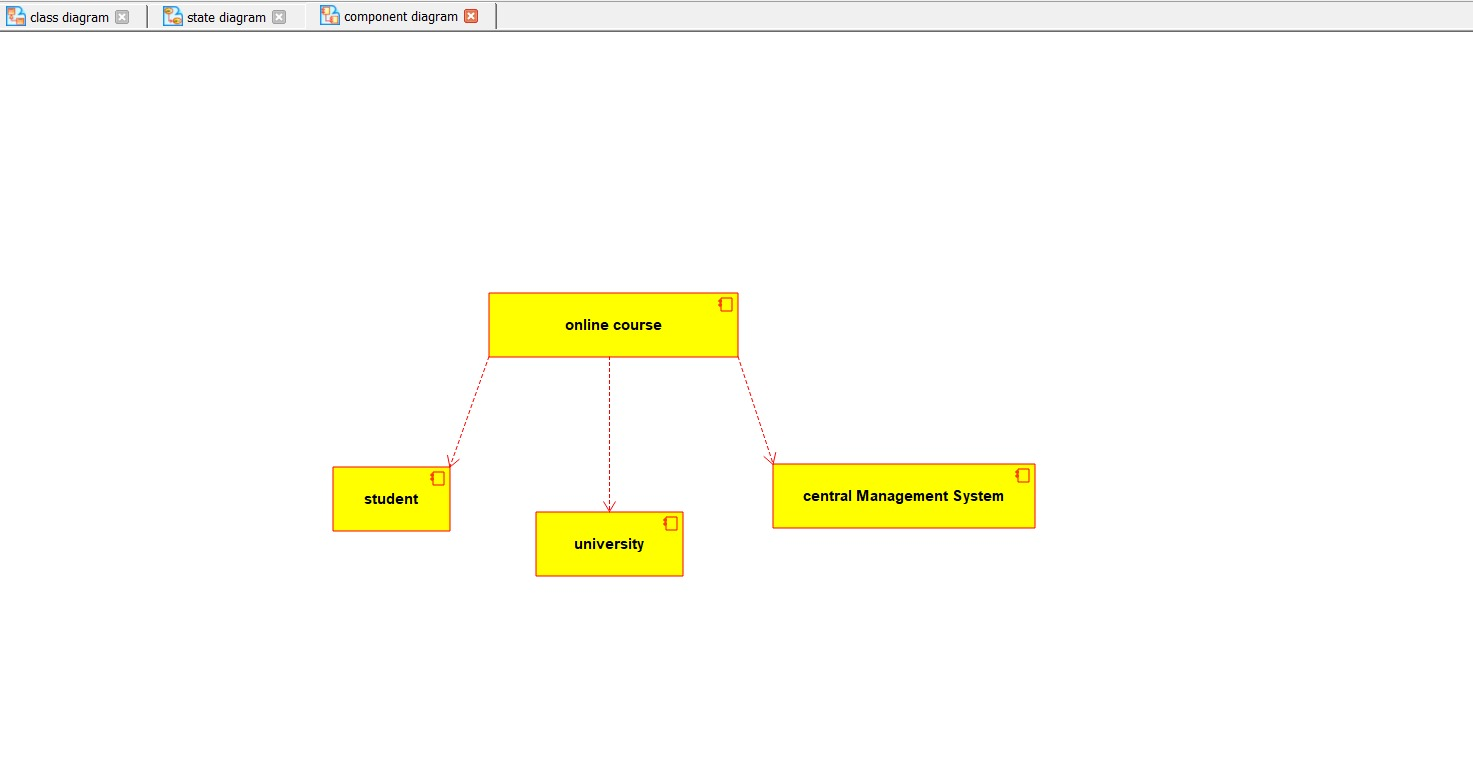 class diagram
state diagram
component diagram
online course
student
university
central Management System